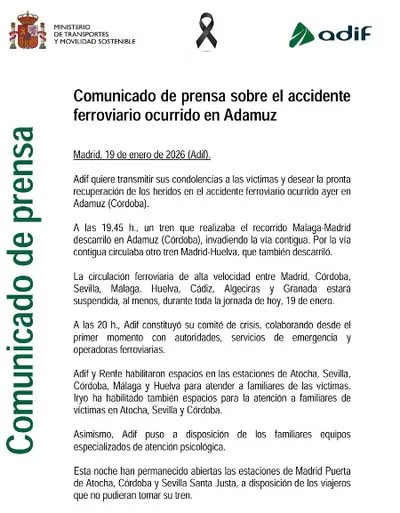 MINISTERIO
DE TRANSPORTES
Y MOVILIDAD SOSTENIBLE
adif
Comunicado de prensa
Comunicado de prensa sobre el accidente
ferroviario ocurrido en Adamuz
Madrid, 19 de enero de 2026 (Adif).
Adif quiere transmitir sus condolencias a las víctimas y desear la pronta
recuperación de los heridos en el accidente ferroviario ocurrido ayer en
Adamuz (Córdoba).
A las 19.45 h., un tren que realizaba el recorrido Malaga-Madrid
descarriló en Adamuz (Córdoba), invadiendo la vía contigua. Por la vía
contigua circulaba otro tren Madrid-Huelva, que también descarriló.
La circulación ferroviaria de alta velocidad entre Madrid, Córdoba,
Sevilla, Málaga, Huelva, Cádiz, Algeciras y Granada estará
suspendida, al menos, durante toda la jornada de hoy, 19 de enero.
A las 20 h., Adif constituyó su comité de crisis, colaborando desde el
primer momento con autoridades, servicios de emergencia y
operadoras ferroviarias.
Adif y Renfe habilitaron espacios en las estaciones de Atocha, Sevilla,
Córdoba, Málaga y Huelva para atender a familiares de las víctimas.
Iryo ha habilitado también espacios para la atención a familiares de
víctimas en Atocha, Sevilla y Córdoba.
Asimismo, Adif puso a disposición de los familiares equipos
especializados de atención psicológica.
Esta noche han permanecido abiertas las estaciones de Madrid Puerta
de Atocha, Córdoba y Sevilla Santa Justa, a disposición de los viajeros
que no pudieran tomar su tren.